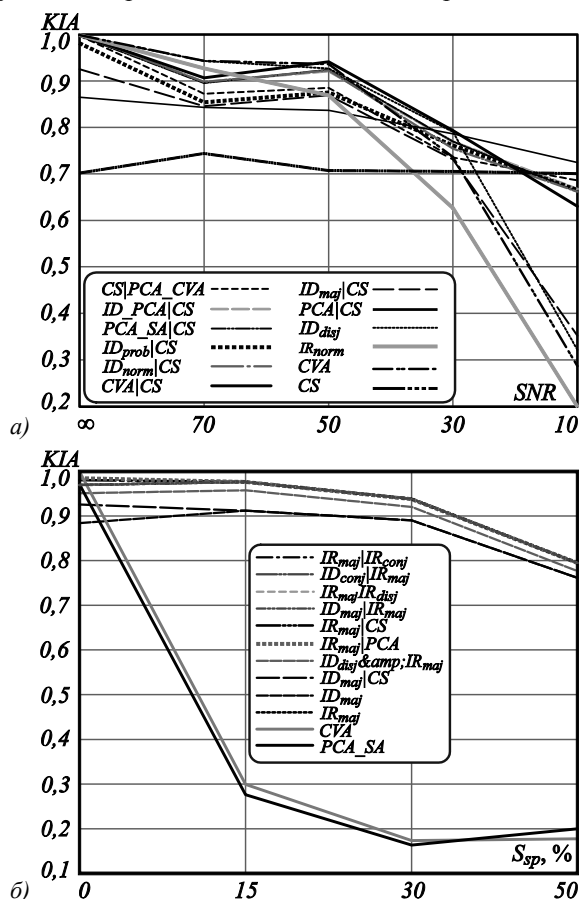 KIA
1,0
0,9
0,8
0,7
0,6
0,5
0,4
0,3
0,2
CS|PCA_CVA
ID_PCA|CS
PCA_SA|CS
IDprob|CS
IDnorm|CS
CVA|CS
IDmaj|CS
PCA|CS
IDdisj
IRnorm
CVA
CS
SNR
а)
∞ 70 50 30 10
KIA
1,0
0,9
0,8
0,7
0,6
0,5
0,4
0,3
0,2
0,1
IRmaj|IRconj
IDconj|IRmaj
IRmajIRdisj
IDmaj|IRmaj
IRmaj|CS
IRmaj|PCA
IDdisj&amp;IRmaj
IDmaj|CS
IDmaj
IRmaj
CVA
PCA_SA
Ssp, %
б)
0 15 30 50